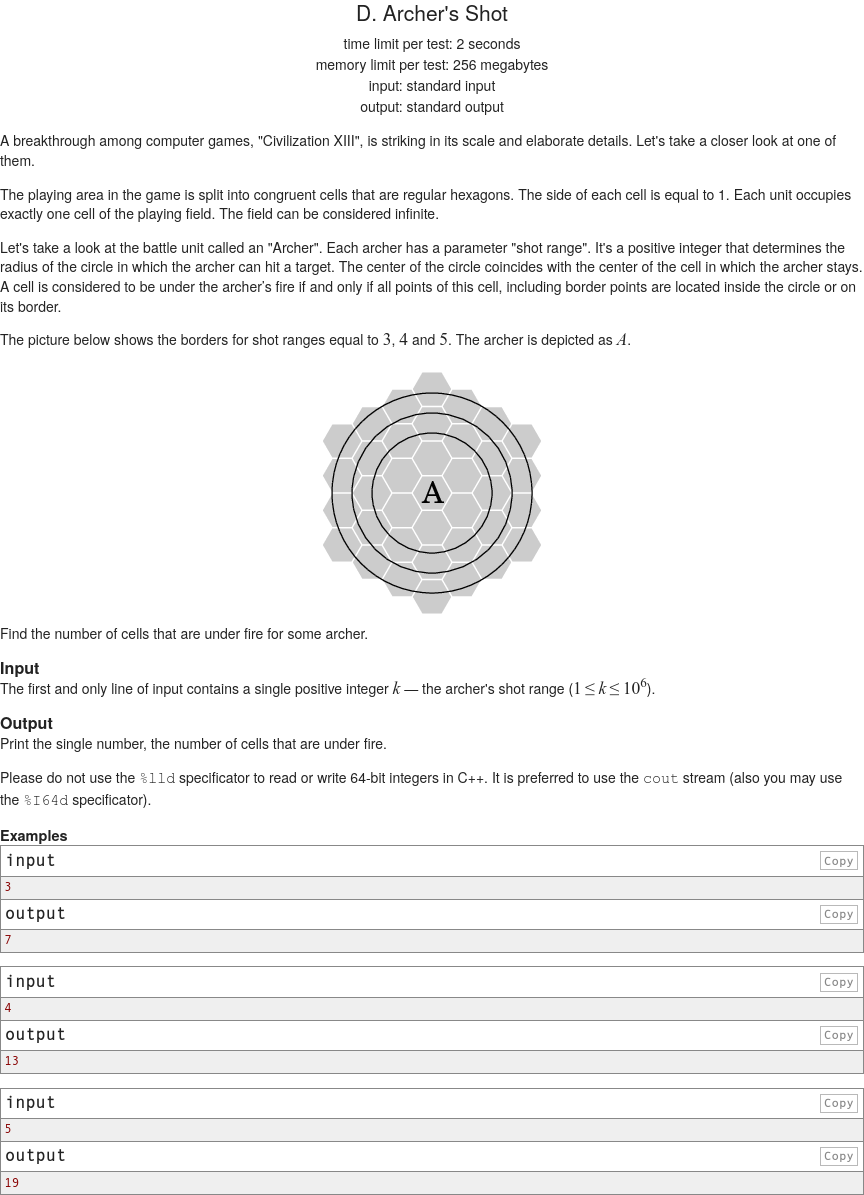 D. Archer's Shot
time limit per test: 2 seconds
memory limit per test: 256 megabytes
input: standard input
output: standard output
A breakthrough among computer games, "Civilization XIII", is striking in its scale and elaborate details. Let's take a closer look at one of
them.
The playing area in the game is split into congruent cells that are regular hexagons. The side of each cell is equal to 1. Each unit occupies
exactly one cell of the playing field. The field can be considered infinite.
Let's take a look at the battle unit called an "Archer". Each archer has a parameter "shot range". It's a positive integer that determines the
radius of the circle in which the archer can hit a target. The center of the circle coincides with the center of the cell in which the archer stays.
A cell is considered to be under the archer's fire if and only if all points of this cell, including border points are located inside the circle or on
its border.
The picture below shows the borders for shot ranges equal to 3, 4 and 5. The archer is depicted as A.
A
Find the number of cells that are under fire for some archer.
Input
The first and only line of input contains a single positive integer k — the archer's shot range (1 ≤ k ≤ 10⁶).
Output
Print the single number, the number of cells that are under fire.
Please do not use the %lld specificator to read or write 64-bit integers in C++. It is preferred to use the cout stream (also you may use
the %I64d specificator).
Examples
input Copy
3
output Copy
7
input Copy
4
output Copy
13
input Copy
5
output Copy
19